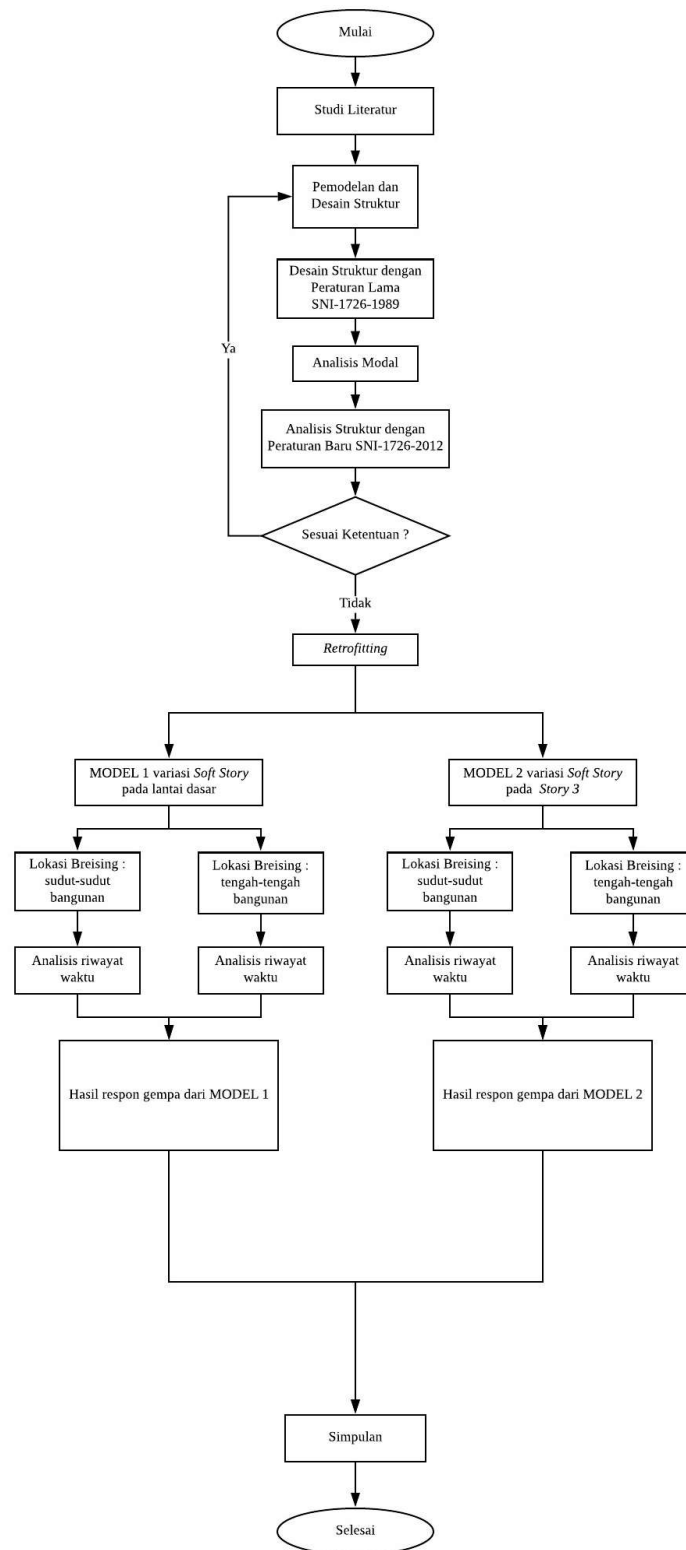 Mulai
Studi Literatur
Pemodelan dan
Desain Struktur
Desain Struktur dengan
Peraturan Lama
SNI-1726-1989
Ya
Analisis Modal
Analisis Struktur dengan
Peraturan Baru SNI-1726-2012
Sesuai Ketentuan ?
Tidak
Retrofitting
MODEL 1 variasi Soft Story
pada lantai dasar
MODEL 2 variasi Soft Story
pada Story 3
Lokasi Breising :
sudut-sudut
bangunan
Lokasi Breising :
tengah-tengah
bangunan
Lokasi Breising :
sudut-sudut
bangunan
Lokasi Breising :
tengah-tengah
bangunan
Analisis riwayat
waktu
Analisis riwayat
waktu
Analisis riwayat
waktu
Analisis riwayat
waktu
Hasil respon gempa dari MODEL 1
Hasil respon gempa dari MODEL 2
Simpulan
Selesai